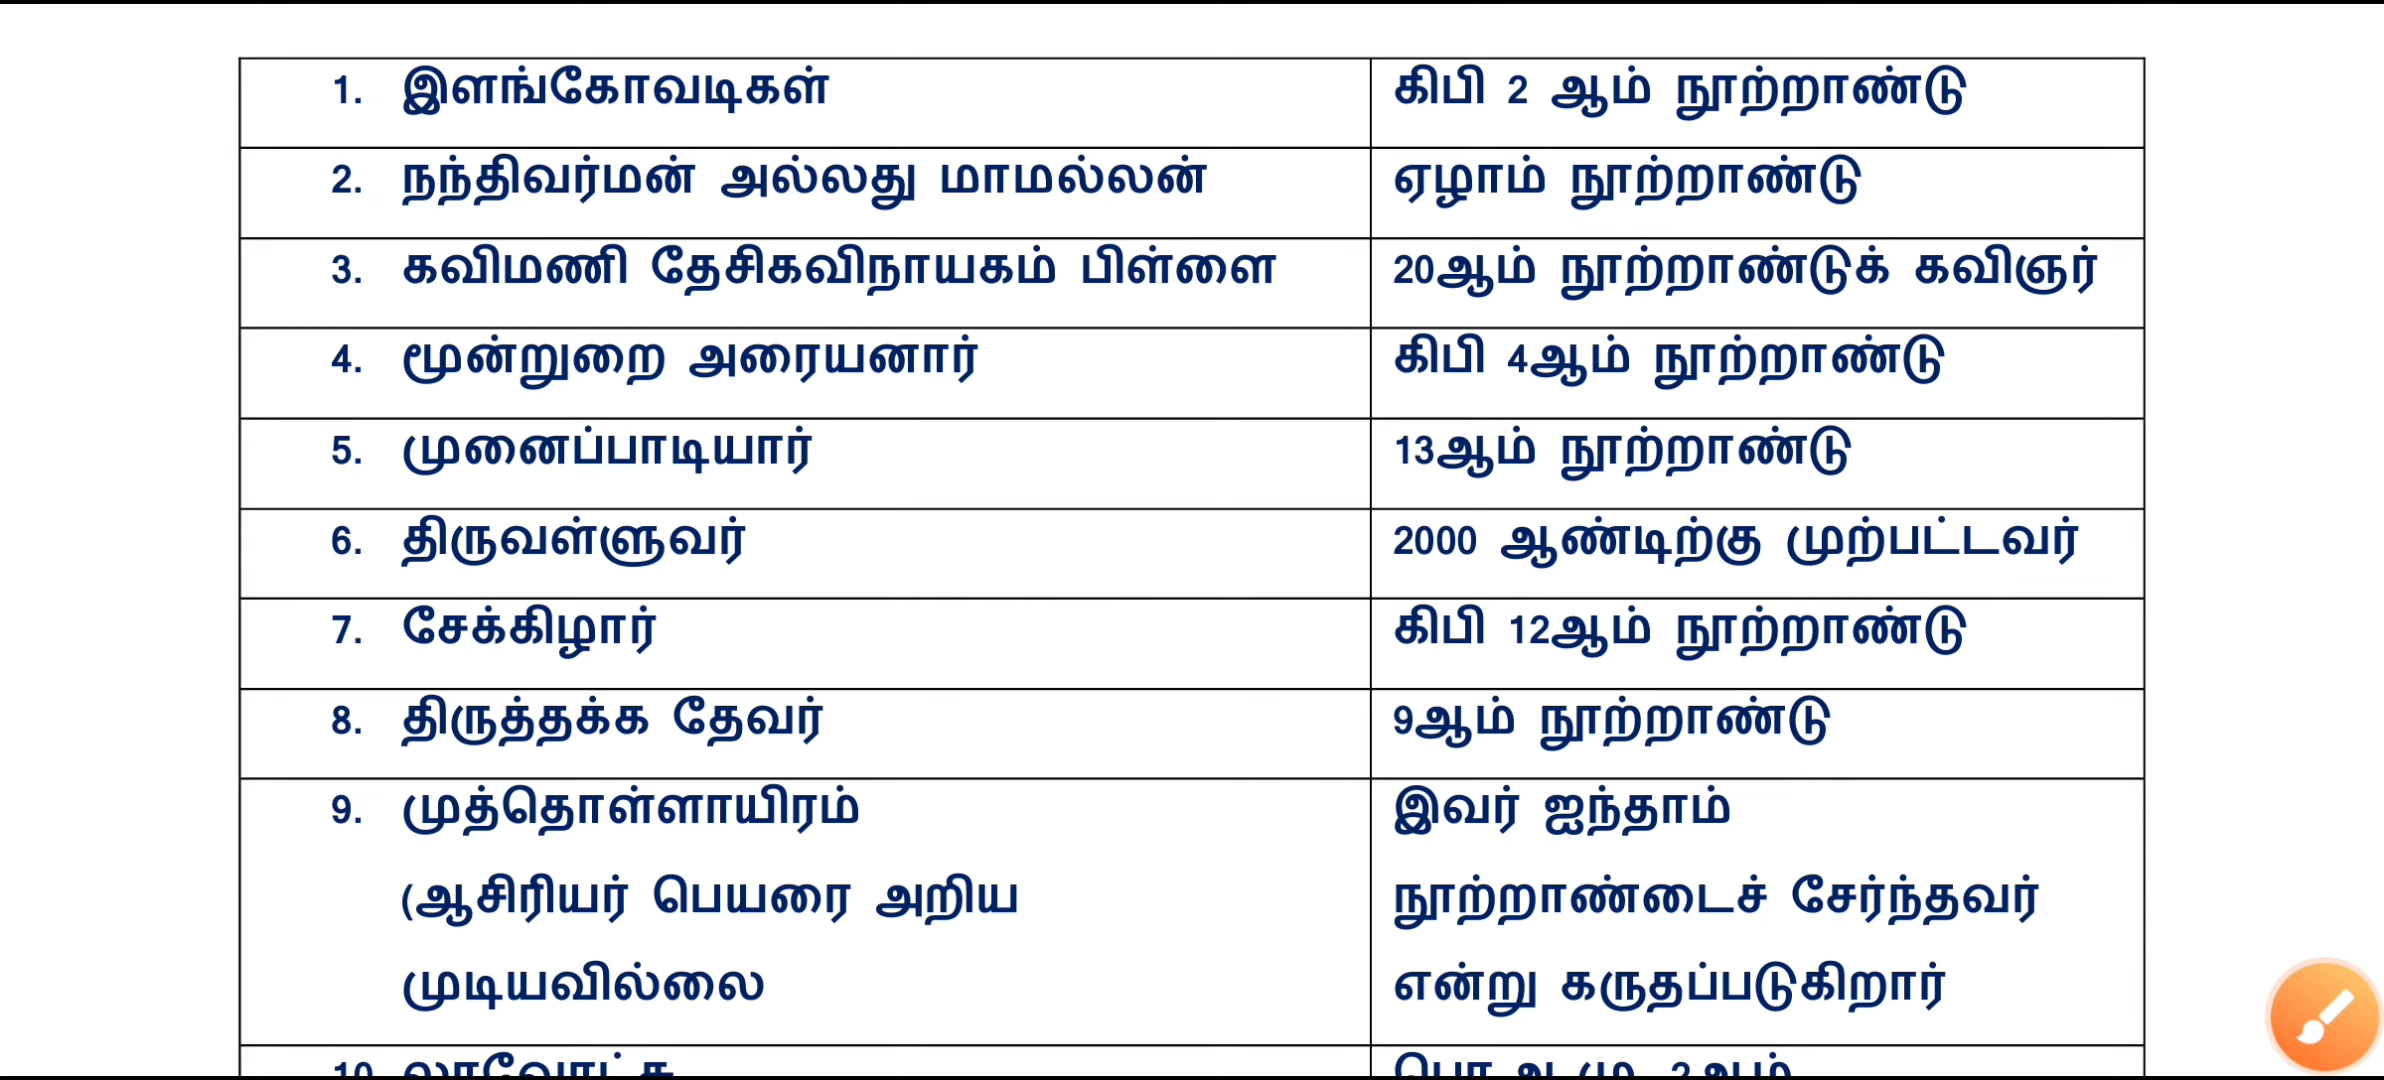 1. இளங்கோவடிகள் கிபி 2 ஆம் நூற்றாண்டு
2. நந்திவர்மன் அல்லது மாமல்லன் ஏழாம் நூற்றாண்டு
3. கவிமணி தேசிகவிநாயகம் பிள்ளை 20ஆம் நூற்றாண்டுக் கவிஞர்
4. மூன்றுறை அரையனார் கிபி 4ஆம் நூற்றாண்டு
5. முனைப்பாடியார் 13ஆம் நூற்றாண்டு
6. திருவள்ளுவர் 2000 ஆண்டிற்கு முற்பட்டவர்
7. சேக்கிழார் கிபி 12ஆம் நூற்றாண்டு
8. திருத்தக்க தேவர் 9ஆம் நூற்றாண்டு
9. முத்தொள்ளாயிரம் இவர் ஐந்தாம்
(ஆசிரியர் பெயரை அறிய நூற்றாண்டைச் சேர்ந்தவர்
முடியவில்லை என்று கருதப்படுகிறார்
10